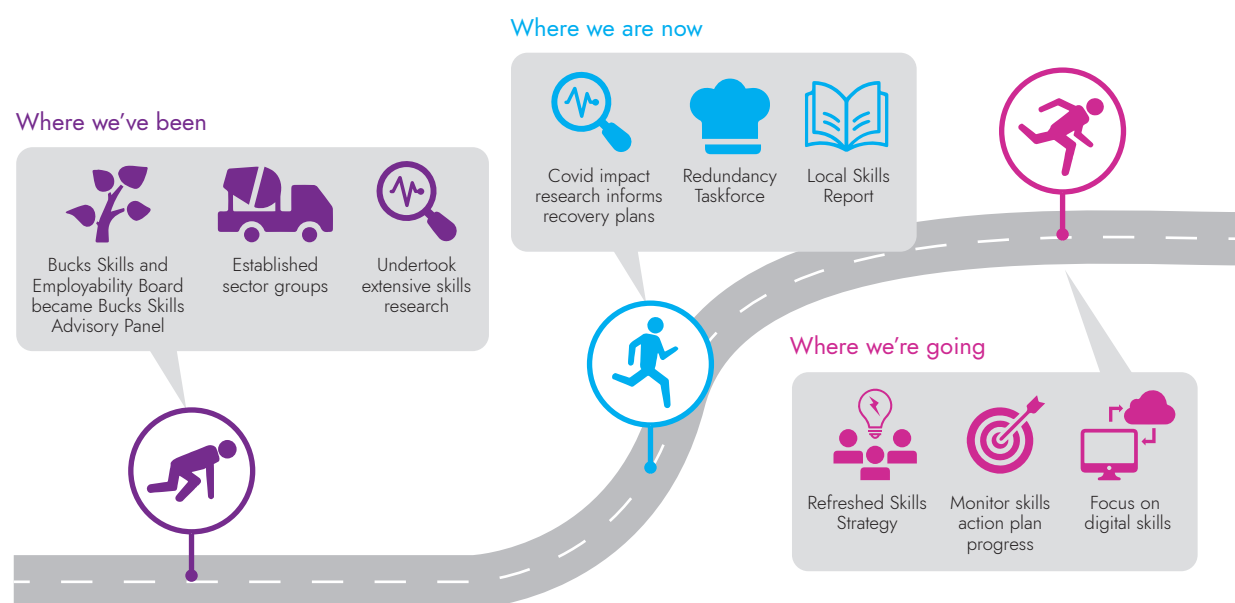 Where we've been
Bucks Skills and
Employability Board
became Bucks Skills
Advisory Panel
Established
sector groups
Undertook
extensive skills
research
Where we are now
Covid impact
research informs
recovery plans
Redundancy
Taskforce
Local Skills
Report
Where we're going
Refreshed Skills
Strategy
Monitor skills
action plan
progress
Focus on
digital skills